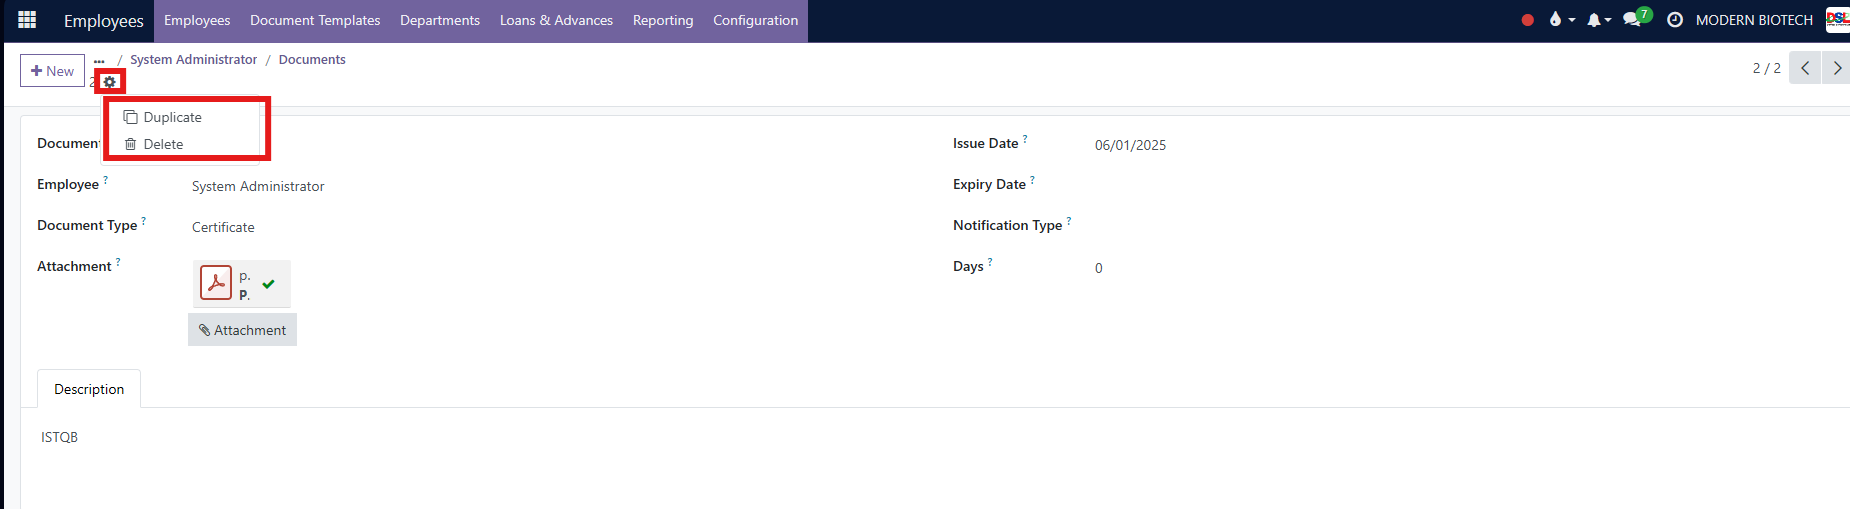 Employees Employees Document Templates Departments Loans & Advances Reporting Configuration 7 MODERN BIOTECH DSL
New ... / System Administrator / Documents 2 / 2
2
Duplicate
Delete
Document Issue Date ? 06/01/2025
Employee ? System Administrator Expiry Date ?
Document Type ? Certificate Notification Type ?
Attachment ? p. Days ? 0
P.
Attachment
Description
ISTQB